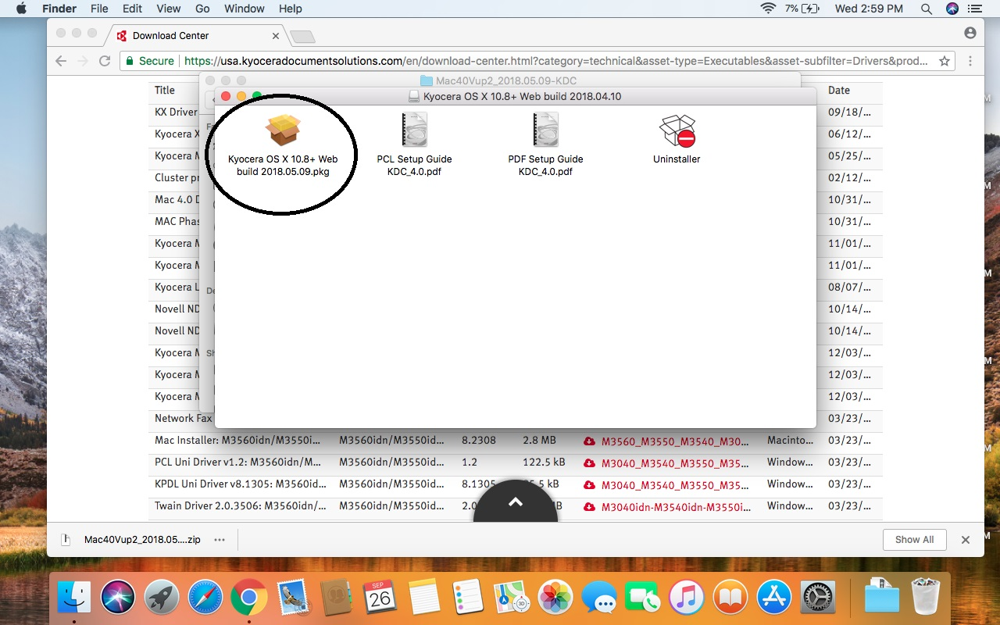 Finder File Edit View Go Window Help 7% Wed 2:59 PM
Download Center
Secure https://usa.kyoceradocumentsolutions.com/en/download-center.html?category=technical&asset-type=Executables&asset-subfilter=Drivers&prod...
Mac40Vup2_2018.05.09-KDC
Kyocera OS X 10.8+ Web build 2018.04.10
Kyocera OS X 10.8+ Web
build 2018.05.09.pkg
PCL Setup Guide
KDC_4.0.pdf
PDF Setup Guide
KDC_4.0.pdf
Uninstaller
Title Date
KX Driver 09/18/...
Kyocera X 06/12/...
Kyocera M 05/25/...
Cluster pr 02/12/...
Mac 4.0 D 10/31/...
MAC Phas 10/31/...
Kyocera M 11/01/...
Kyocera M 11/01/...
Kyocera L 08/07/...
Novell ND 10/14/...
Novell ND 10/14/...
Kyocera M 12/03/...
Kyocera M 12/03/...
Kyocera M 12/03/...
Network Fax 03/23/...
Mac Installer: M3560idn/M3550i... M3560idn/M3550id... 8.2308 2.8 MB M3560_M3550_M3540_M30... Macinto... 03/23/...
PCL Uni Driver v1.2: M3560idn/M... M3560idn/M3550id... 1.2 122.5 kB M3040_M3540_M3550_M35... Window... 03/23/...
KPDL Uni Driver v8.1305: M3560id... M3560idn/M3550id... 8.1305 5.5 kB M3040_M3540_M3550_M35... Window... 03/23/...
Twain Driver 2.0.3506: M3560idn/... M3560idn/M3550id... 2.0 MB M3040idn-M3540idn-M3550i... Window... 03/23/...
Mac40Vup2_2018.05....zip Show All
SEP
26
3D